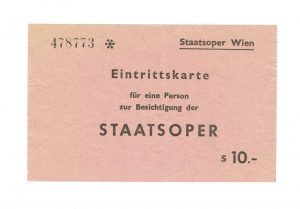 478773 * Staatsoper Wien
Eintrittskarte
für eine Person
zur Besichtigung der
STAATSOPER
S 10.-